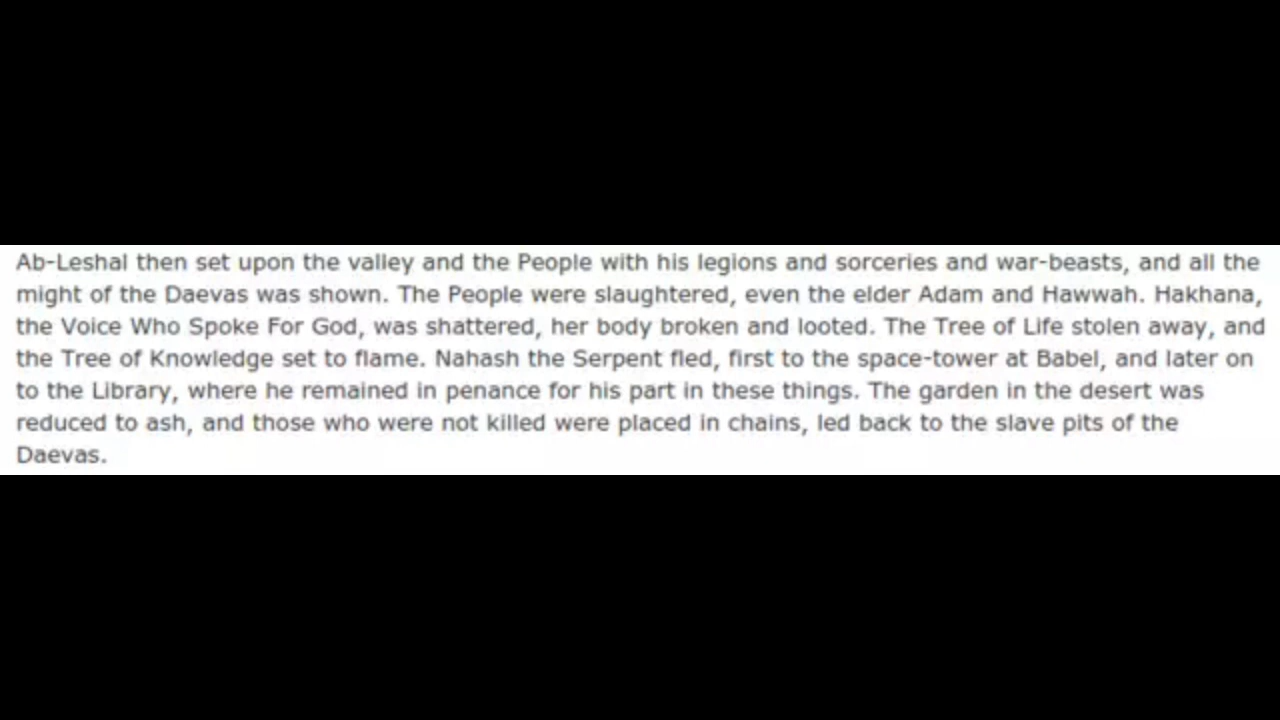 Ab-Leshal then set upon the valley and the People with his legions and sorceries and war-beasts, and all the
might of the Daevas was shown. The People were slaughtered, even the elder Adam and Hawwah. Hakhana,
the Voice Who Spoke For God, was shattered, her body broken and looted. The Tree of Life stolen away, and
the Tree of Knowledge set to flame. Nahash the Serpent fled, first to the space-tower at Babel, and later on
to the Library, where he remained in penance for his part in these things. The garden in the desert was
reduced to ash, and those who were not killed were placed in chains, led back to the slave pits of the
Daevas.